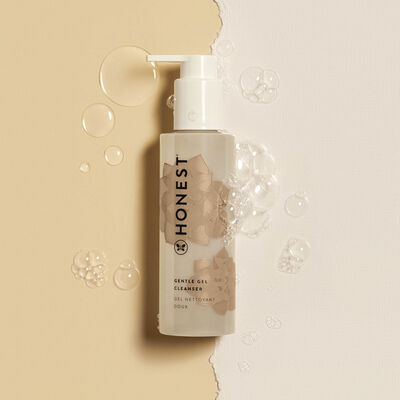 HONEST
GENTLE GEL
CLEANSER
GEL NETTOYANT
DOUX